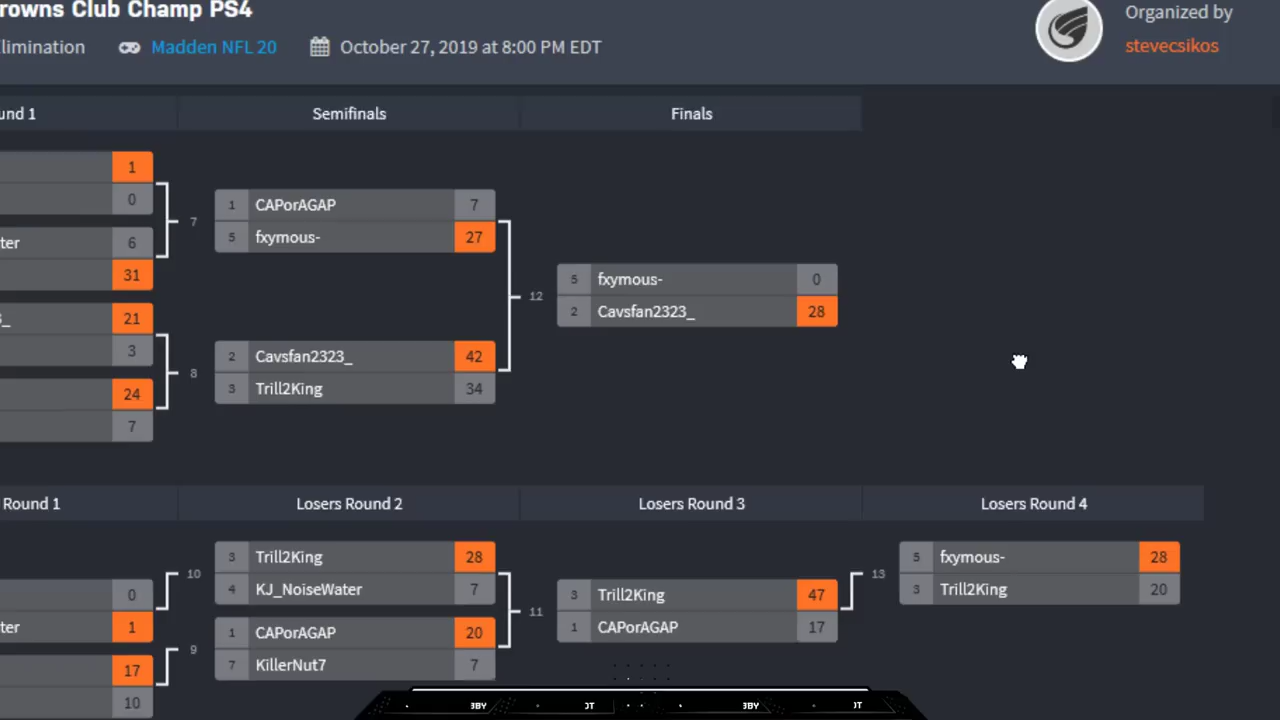 rowns Club Champ PS4
Elimination
Madden NFL 20
October 27, 2019 at 8:00 PM EDT
Organized by
stevecsikos
und 1
Semifinals
Finals
1
0
ter 6
31
3_ 21
3
24
7
7
1 CAPorAGAP 7
5 fxymous- 27
8
2 Cavsfan2323_ 42
3 Trill2King 34
12
5 fxymous- 0
2 Cavsfan2323_ 28
Round 1
Losers Round 2
Losers Round 3
Losers Round 4
0
ter 1
17
10
10
3 Trill2King 28
4 KJ_NoiseWater 7
9
1 CAPorAGAP 20
7 KillerNut7 7
11
3 Trill2King 47
1 CAPorAGAP 17
13
5 fxymous- 28
3 Trill2King 20